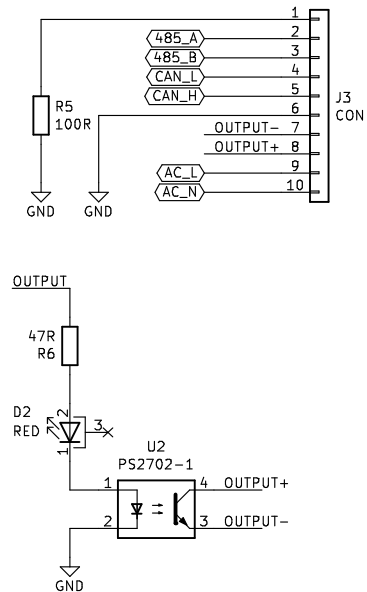 1
485_A 2
485_B 3
CAN_L 4
CAN_H 5
6
OUTPUT- 7
OUTPUT+ 8
AC_L 9
AC_N 10
J3
CON
R5
100R
GND
GND
OUTPUT
47R
R6
D2
RED
2
3
1
U2
PS2702-1
1
4 OUTPUT+
2
3 OUTPUT-
GND